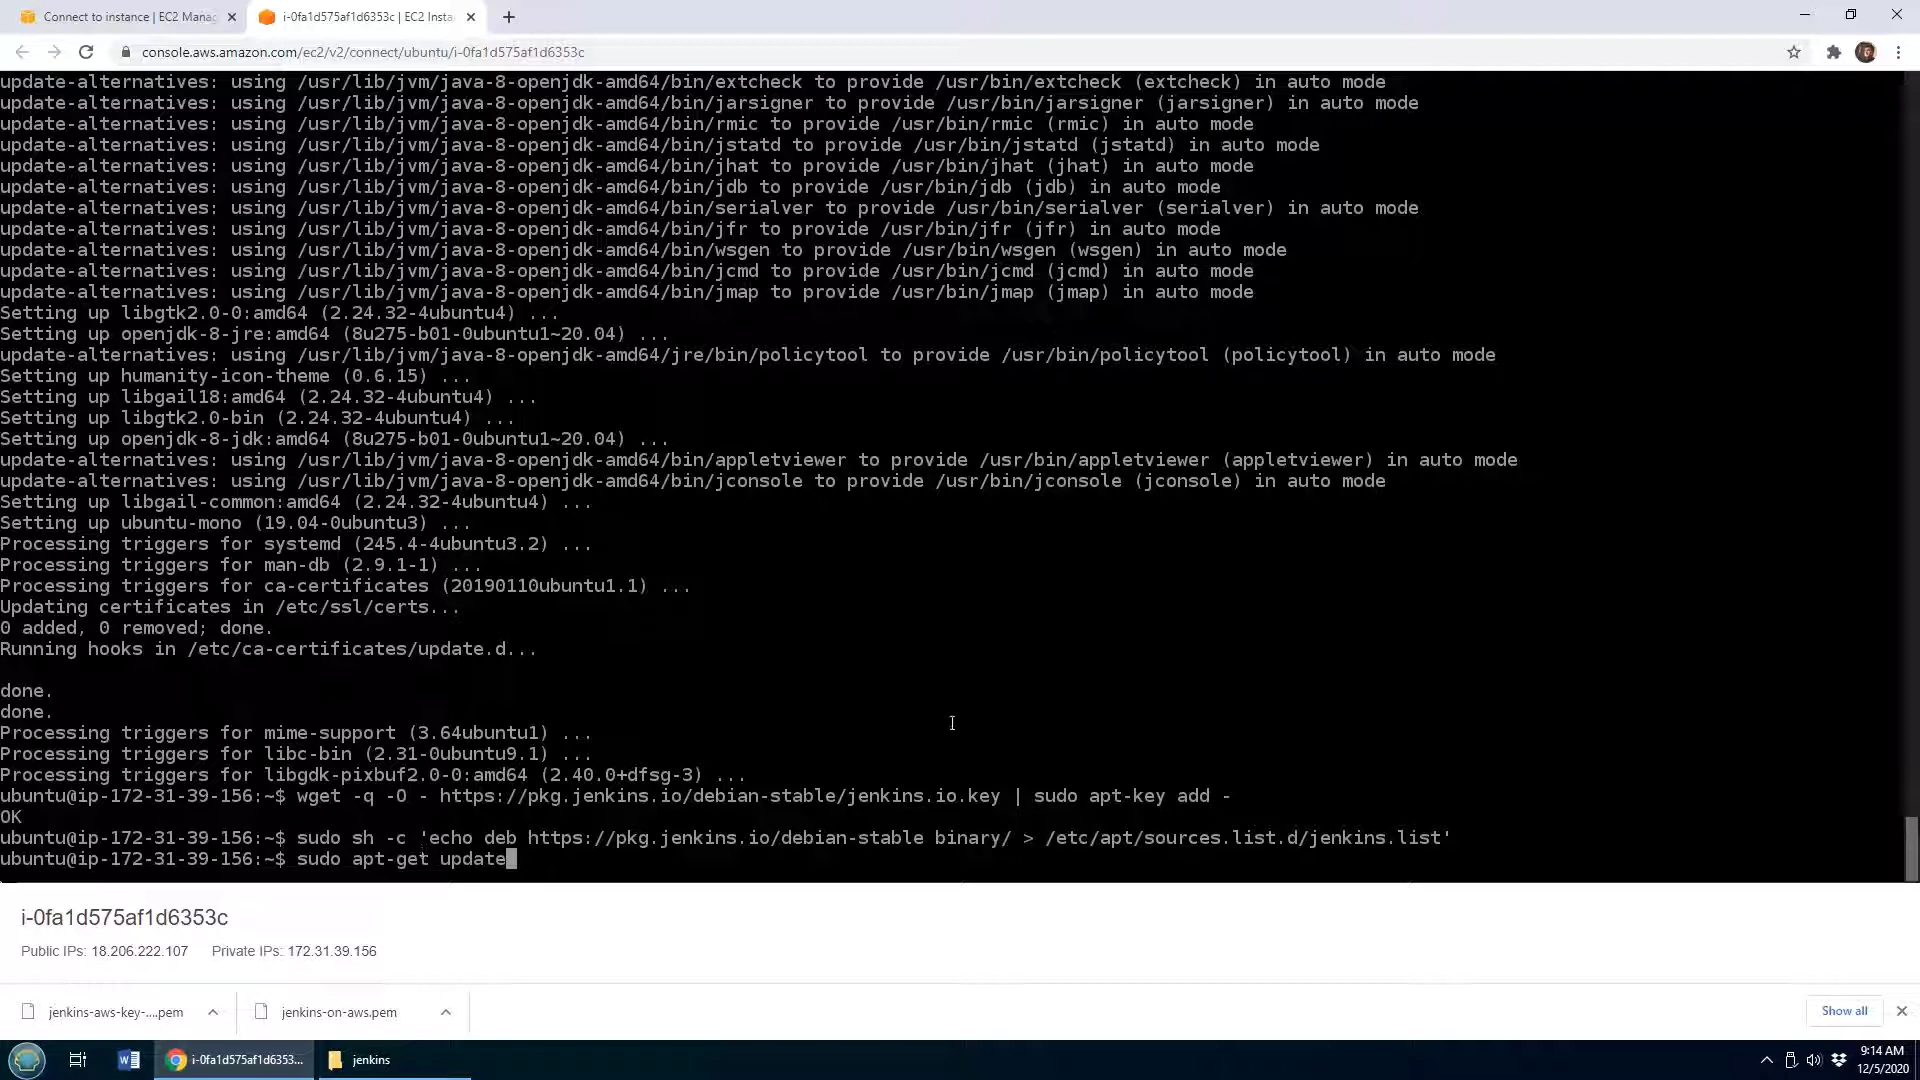 Connect to instance | EC2 Mana
i-0fa1d575af1d6353c | EC2 Insta
console.aws.amazon.com/ec2/v2/connect/ubuntu/i-0fa1d575af1d6353c
update-alternatives: using /usr/lib/jvm/java-8-openjdk-amd64/bin/extcheck to provide /usr/bin/extcheck (extcheck) in auto mode
update-alternatives: using /usr/lib/jvm/java-8-openjdk-amd64/bin/jarsigner to provide /usr/bin/jarsigner (jarsigner) in auto mode
update-alternatives: using /usr/lib/jvm/java-8-openjdk-amd64/bin/rmic to provide /usr/bin/rmic (rmic) in auto mode
update-alternatives: using /usr/lib/jvm/java-8-openjdk-amd64/bin/jstatd to provide /usr/bin/jstatd (jstatd) in auto mode
update-alternatives: using /usr/lib/jvm/java-8-openjdk-amd64/bin/jhat to provide /usr/bin/jhat (jhat) in auto mode
update-alternatives: using /usr/lib/jvm/java-8-openjdk-amd64/bin/jdb to provide /usr/bin/jdb (jdb) in auto mode
update-alternatives: using /usr/lib/jvm/java-8-openjdk-amd64/bin/serialver to provide /usr/bin/serialver (serialver) in auto mode
update-alternatives: using /usr/lib/jvm/java-8-openjdk-amd64/bin/jfr to provide /usr/bin/jfr (jfr) in auto mode
update-alternatives: using /usr/lib/jvm/java-8-openjdk-amd64/bin/wsgen to provide /usr/bin/wsgen (wsgen) in auto mode
update-alternatives: using /usr/lib/jvm/java-8-openjdk-amd64/bin/jcmd to provide /usr/bin/jcmd (jcmd) in auto mode
update-alternatives: using /usr/lib/jvm/java-8-openjdk-amd64/bin/jmap to provide /usr/bin/jmap (jmap) in auto mode
Setting up libgtk2.0-0:amd64 (2.24.32-4ubuntu4) ...
Setting up openjdk-8-jre:amd64 (8u275-b01-0ubuntu1~20.04) ...
update-alternatives: using /usr/lib/jvm/java-8-openjdk-amd64/jre/bin/policytool to provide /usr/bin/policytool (policytool) in auto mode
Setting up humanity-icon-theme (0.6.15) ...
Setting up libgail18:amd64 (2.24.32-4ubuntu4) ...
Setting up libgtk2.0-bin (2.24.32-4ubuntu4) ...
Setting up openjdk-8-jdk:amd64 (8u275-b01-0ubuntu1~20.04) ...
update-alternatives: using /usr/lib/jvm/java-8-openjdk-amd64/bin/appletviewer to provide /usr/bin/appletviewer (appletviewer) in auto mode
update-alternatives: using /usr/lib/jvm/java-8-openjdk-amd64/bin/jconsole to provide /usr/bin/jconsole (jconsole) in auto mode
Setting up libgail-common:amd64 (2.24.32-4ubuntu4) ...
Setting up ubuntu-mono (19.04-0ubuntu3) ...
Processing triggers for systemd (245.4-4ubuntu3.2) ...
Processing triggers for man-db (2.9.1-1) ...
Processing triggers for ca-certificates (20190110ubuntu1.1) ...
Updating certificates in /etc/ssl/certs...
0 added, 0 removed; done.
Running hooks in /etc/ca-certificates/update.d...
done.
done.
Processing triggers for mime-support (3.64ubuntu1) ...
Processing triggers for libc-bin (2.31-0ubuntu9.1) ...
Processing triggers for libgdk-pixbuf2.0-0:amd64 (2.40.0+dfsg-3) ...
ubuntu@ip-172-31-39-156:~$ wget -q -O - https://pkg.jenkins.io/debian-stable/jenkins.io.key | sudo apt-key add -
OK
ubuntu@ip-172-31-39-156:~$ sudo sh -c 'echo deb https://pkg.jenkins.io/debian-stable binary/ > /etc/apt/sources.list.d/jenkins.list'
ubuntu@ip-172-31-39-156:~$ sudo apt-get update
i-0fa1d575af1d6353c
Public IPs: 18.206.222.107 Private IPs: 172.31.39.156
jenkins-aws-key-....pem
jenkins-on-aws.pem
Show all
i-0fa1d575af1d6353...
jenkins
9:14 AM
12/5/2020